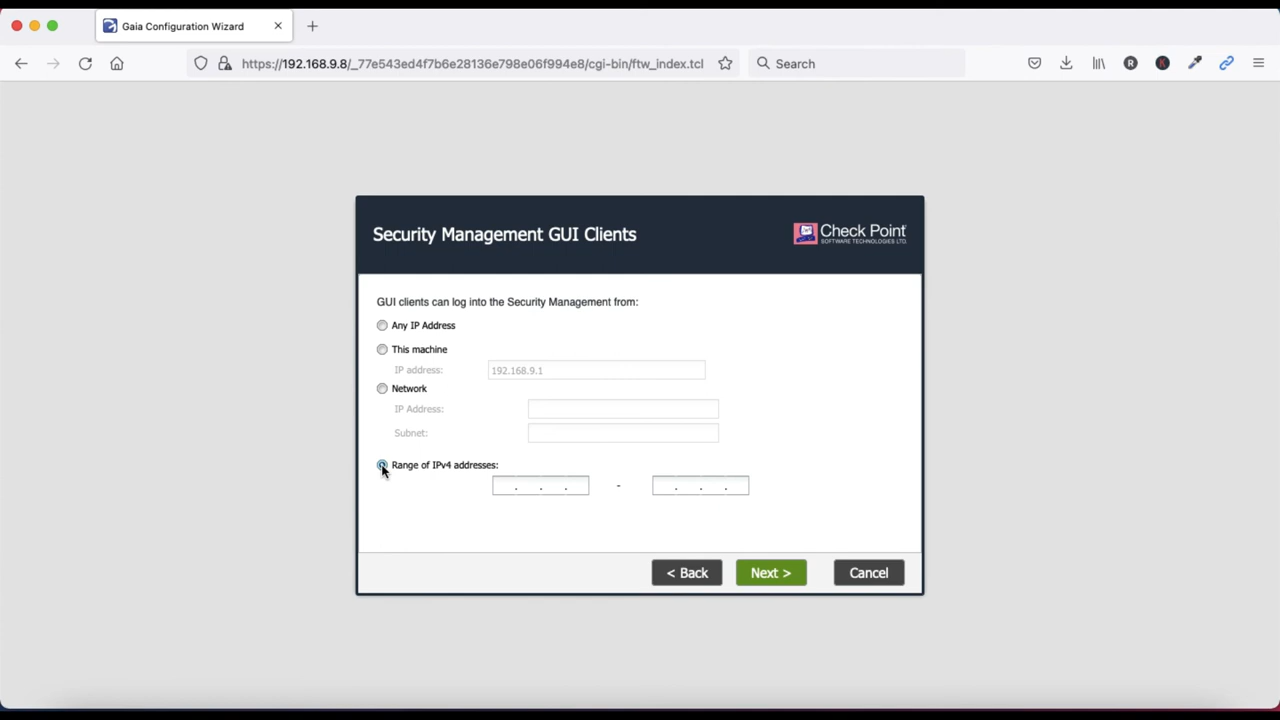 Gaia Configuration Wizard
https://192.168.9.8/_77e543ed4f7b6e28136e798e06f994e8/cgi-bin/ftw_index.tcl
Search
Security Management GUI Clients
Check Point
SOFTWARE TECHNOLOGIES LTD.
GUI clients can log into the Security Management from:
Any IP Address
This machine
IP address: 192.168.9.1
Network
IP Address:
Subnet:
Range of IPv4 addresses:
. . . - . . .
< Back Next > Cancel